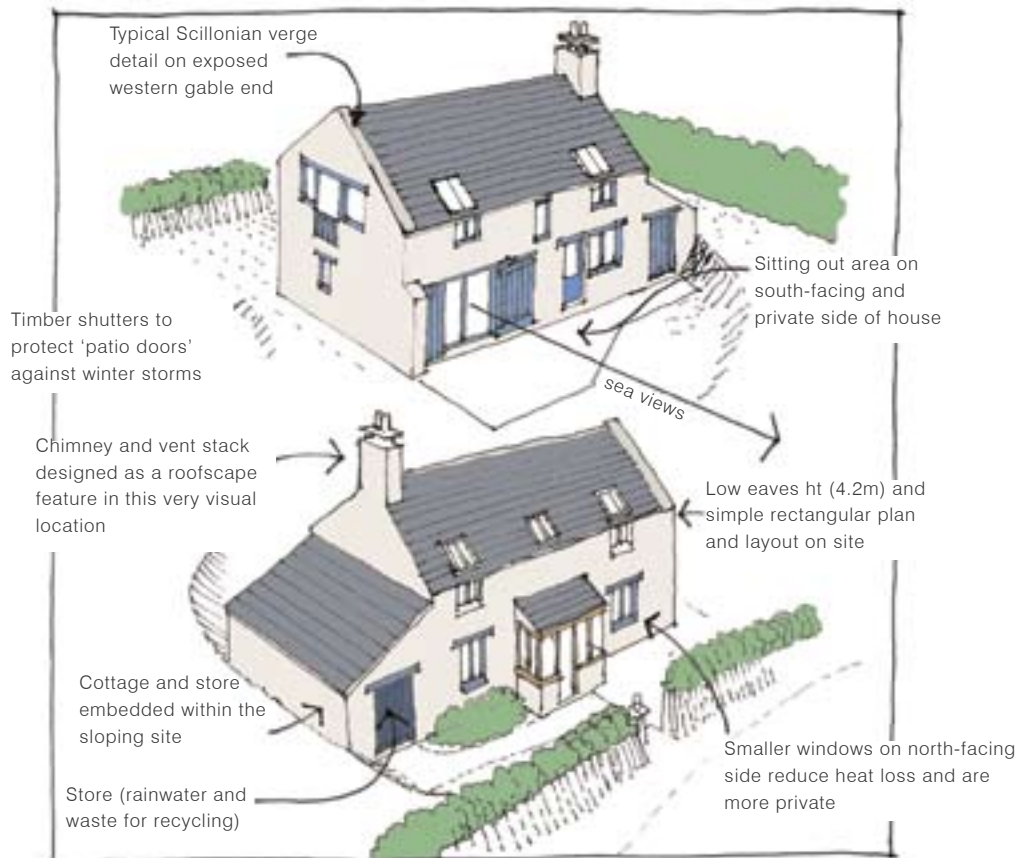 Typical Scillonian verge
detail on exposed
western gable end
Sitting out area on
south-facing and
private side of house
Timber shutters to
protect ‘patio doors’
against winter storms
sea views
Chimney and vent stack
designed as a roofscape
feature in this very visual
location
Low eaves ht (4.2m) and
simple rectangular plan
and layout on site
Cottage and store
embedded within the
sloping site
Smaller windows on north-facing
side reduce heat loss and are
more private
Store (rainwater and
waste for recycling)